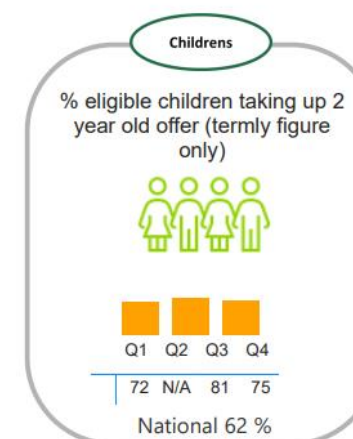 Childrens
% eligible children taking up 2
year old offer (termly figure
only)
Q1 Q2 Q3 Q4
72 N/A 81 75
National 62 %